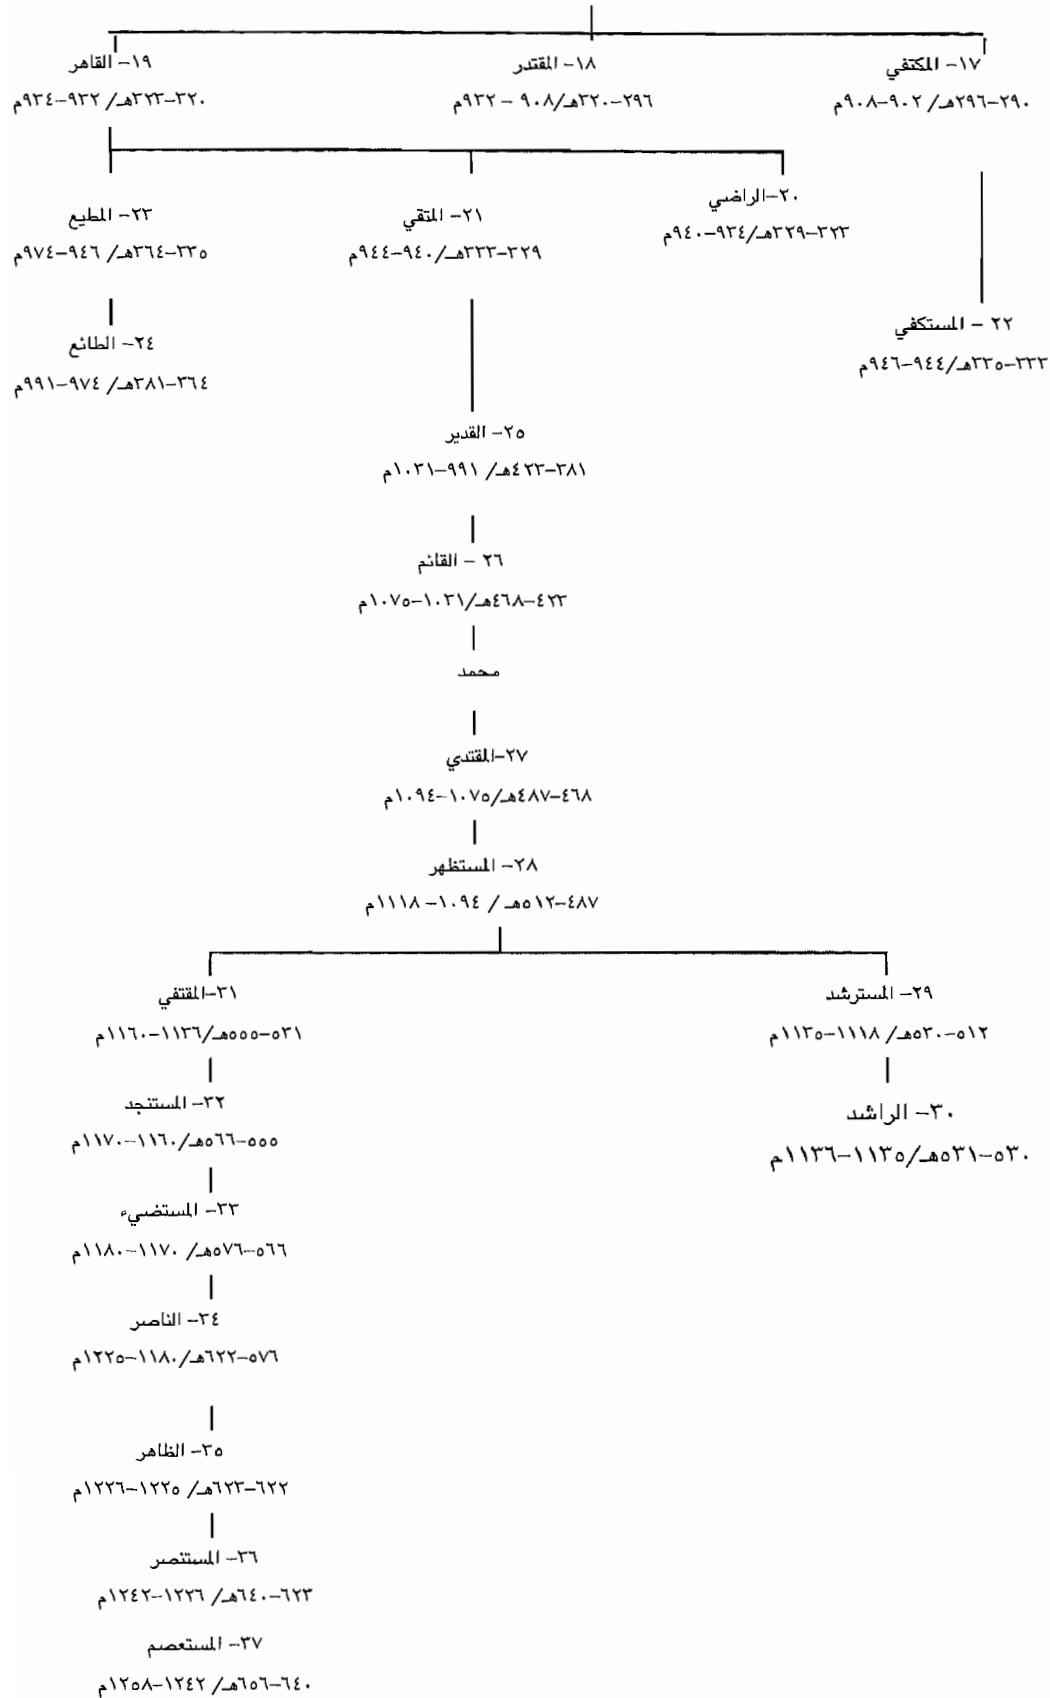 ١٧- المكتفي
٢٩٠-٢٩٦هـ/ ٩٠٢-٩٠٨م
١٨- المقتدر
٢٩٦-٣٢٠هـ/٩٠٨ – ٩٣٢م
١٩- القاهر
٣٢٠-٣٢٣هـ/ ٩٣٢-٩٣٤م
٢٠-الراضي
٣٢٣-٣٢٩هـ/٩٣٤-٩٤٠م
٢١- المتقي
٣٢٩-٣٣٣هـ/٩٤٠-٩٤٤م
٢٣- المطيع
٣٣٥-٣٦٤هـ/ ٩٤٦-٩٧٤م
٢٢ – المستكفي
٣٣٣-٣٣٥هـ/٩٤٤-٩٤٦م
٢٤- الطائع
٣٦٤-٣٨١هـ/ ٩٧٤-٩٩١م
٢٥- القدير
٣٨١-٤٢٣هـ/ ٩٩١-١٠٣١م
٢٦ – القائم
٤٢٣-٤٦٨هـ/١٠٣١-١٠٧٥م
محمد
٢٧-المقتدي
٤٦٨-٤٨٧هـ/١٠٧٥-١٠٩٤م
٢٨- المستظهر
٤٨٧-٥١٢هـ / ١٠٩٤-١١١٨م
٢٩- المسترشد
٥١٢-٥٣٠هـ/ ١١١٨-١١٣٥م
٣١-المقتفي
٥٣١-٥٥٥هـ/١١٣٦-١١٦٠م
٣٠- الراشد
٥٣٠-٥٣١هـ/١١٣٥-١١٣٦م
٣٢- المستنجد
٥٥٥-٥٦٦هـ/١١٦٠-١١٧٠م
٣٣- المستضيء
٥٦٦-٥٧٦هـ/ ١١٧٠-١١٨٠م
٣٤- الناصر
٥٧٦-٦٢٢هـ/١١٨٠-١٢٢٥م
٣٥- الظاهر
٦٢٢-٦٢٣هـ/ ١٢٢٥-١٢٢٦م
٣٦- المستنصر
٦٢٣-٦٤٠هـ/ ١٢٢٦-١٢٤٢م
٣٧- المستعصم
٦٤٠-٦٥٦هـ/ ١٢٤٢-١٢٥٨م